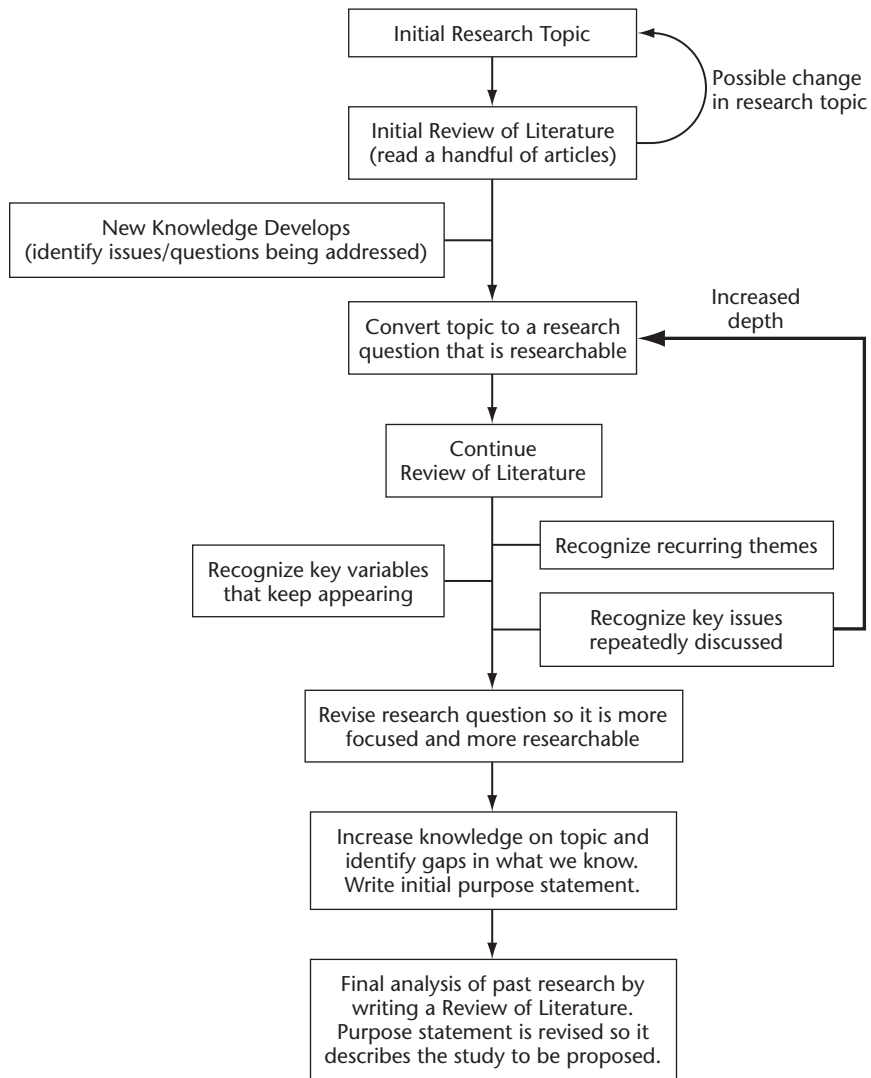 Initial Research Topic
Possible change
in research topic
Initial Review of Literature
(read a handful of articles)
New Knowledge Develops
(identify issues/questions being addressed)
Increased
depth
Convert topic to a research
question that is researchable
Continue
Review of Literature
Recognize recurring themes
Recognize key variables
that keep appearing
Recognize key issues
repeatedly discussed
Revise research question so it is more
focused and more researchable
Increase knowledge on topic and
identify gaps in what we know.
Write initial purpose statement.
Final analysis of past research by
writing a Review of Literature.
Purpose statement is revised so it
describes the study to be proposed.